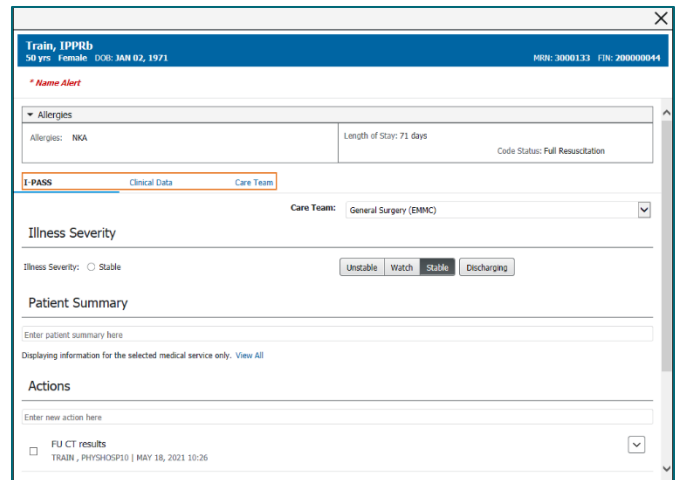 Train, IPPRb
50 yrs Female DOB: JAN 02, 1971 MRN: 3000133 FIN: 200000044
* Name Alert
Allergies
Allergies: NKA
Length of Stay: 71 days
Code Status: Full Resuscitation
I-PASS Clinical Data Care Team
Care Team: General Surgery (EMMC)
Illness Severity
Illness Severity: Stable Unstable Watch Stable Discharging
Patient Summary
Enter patient summary here
Displaying information for the selected medical service only. View All
Actions
Enter new action here
FU CT results
TRAIN , PHYSHOSP10 | MAY 18, 2021 10:26